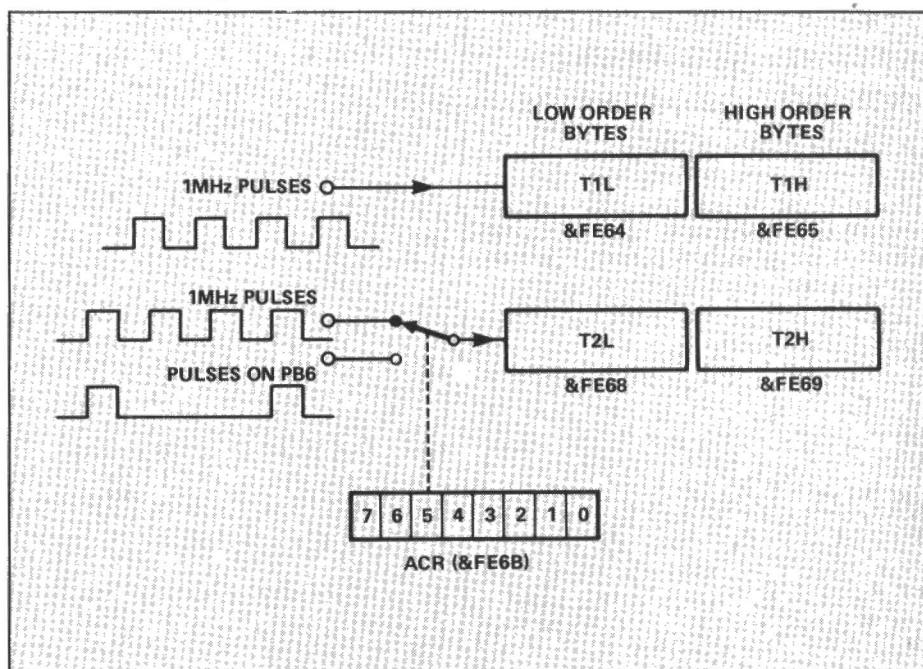 LOW ORDER
BYTES
HIGH ORDER
BYTES
1MHz PULSES
T1L
T1H
&FE64
&FE65
1MHz PULSES
T2L
T2H
PULSES ON PB6
&FE68
&FE69
7 6 5 4 3 2 1 0
ACR (&FE6B)